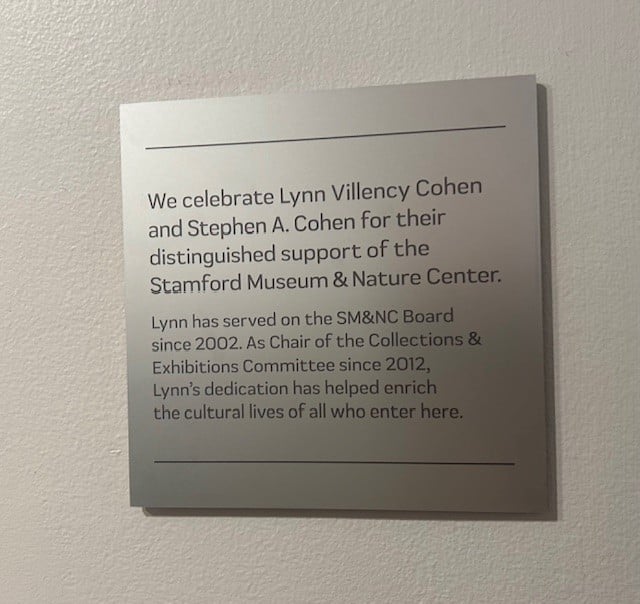 We celebrate Lynn Villency Cohen
and Stephen A. Cohen for their
distinguished support of the
Stamford Museum & Nature Center.
Lynn has served on the SM&NC Board
since 2002. As Chair of the Collections &
Exhibitions Committee since 2012,
Lynn's dedication has helped enrich
the cultural lives of all who enter here.